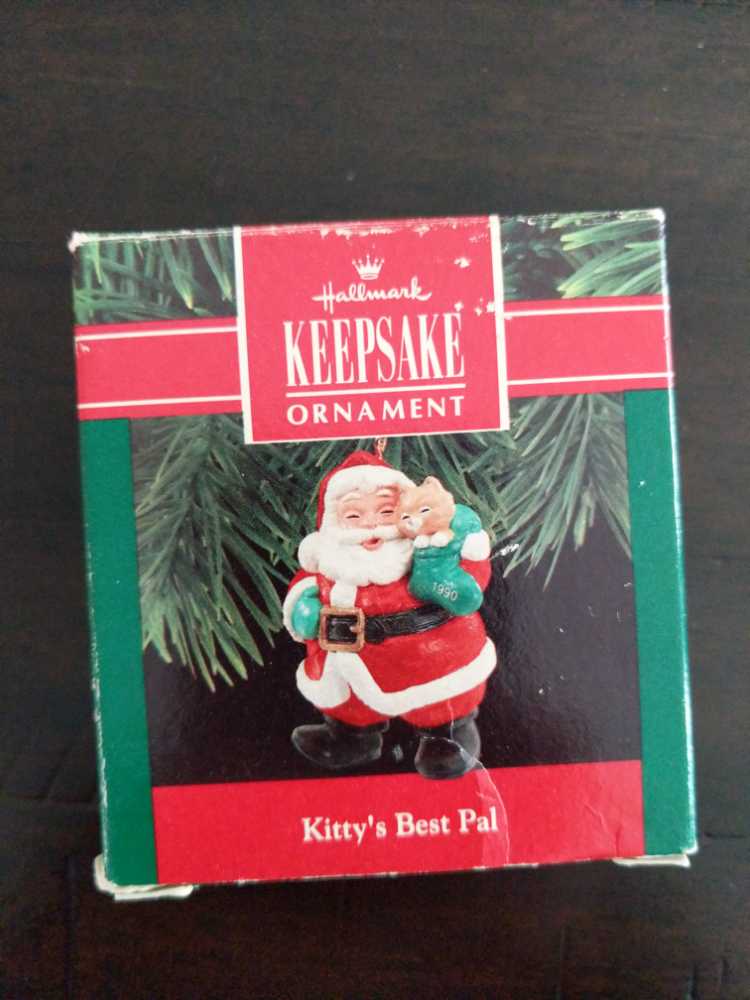 Hallmark
KEEPSAKE
ORNAMENT
1990
Kitty's Best Pal